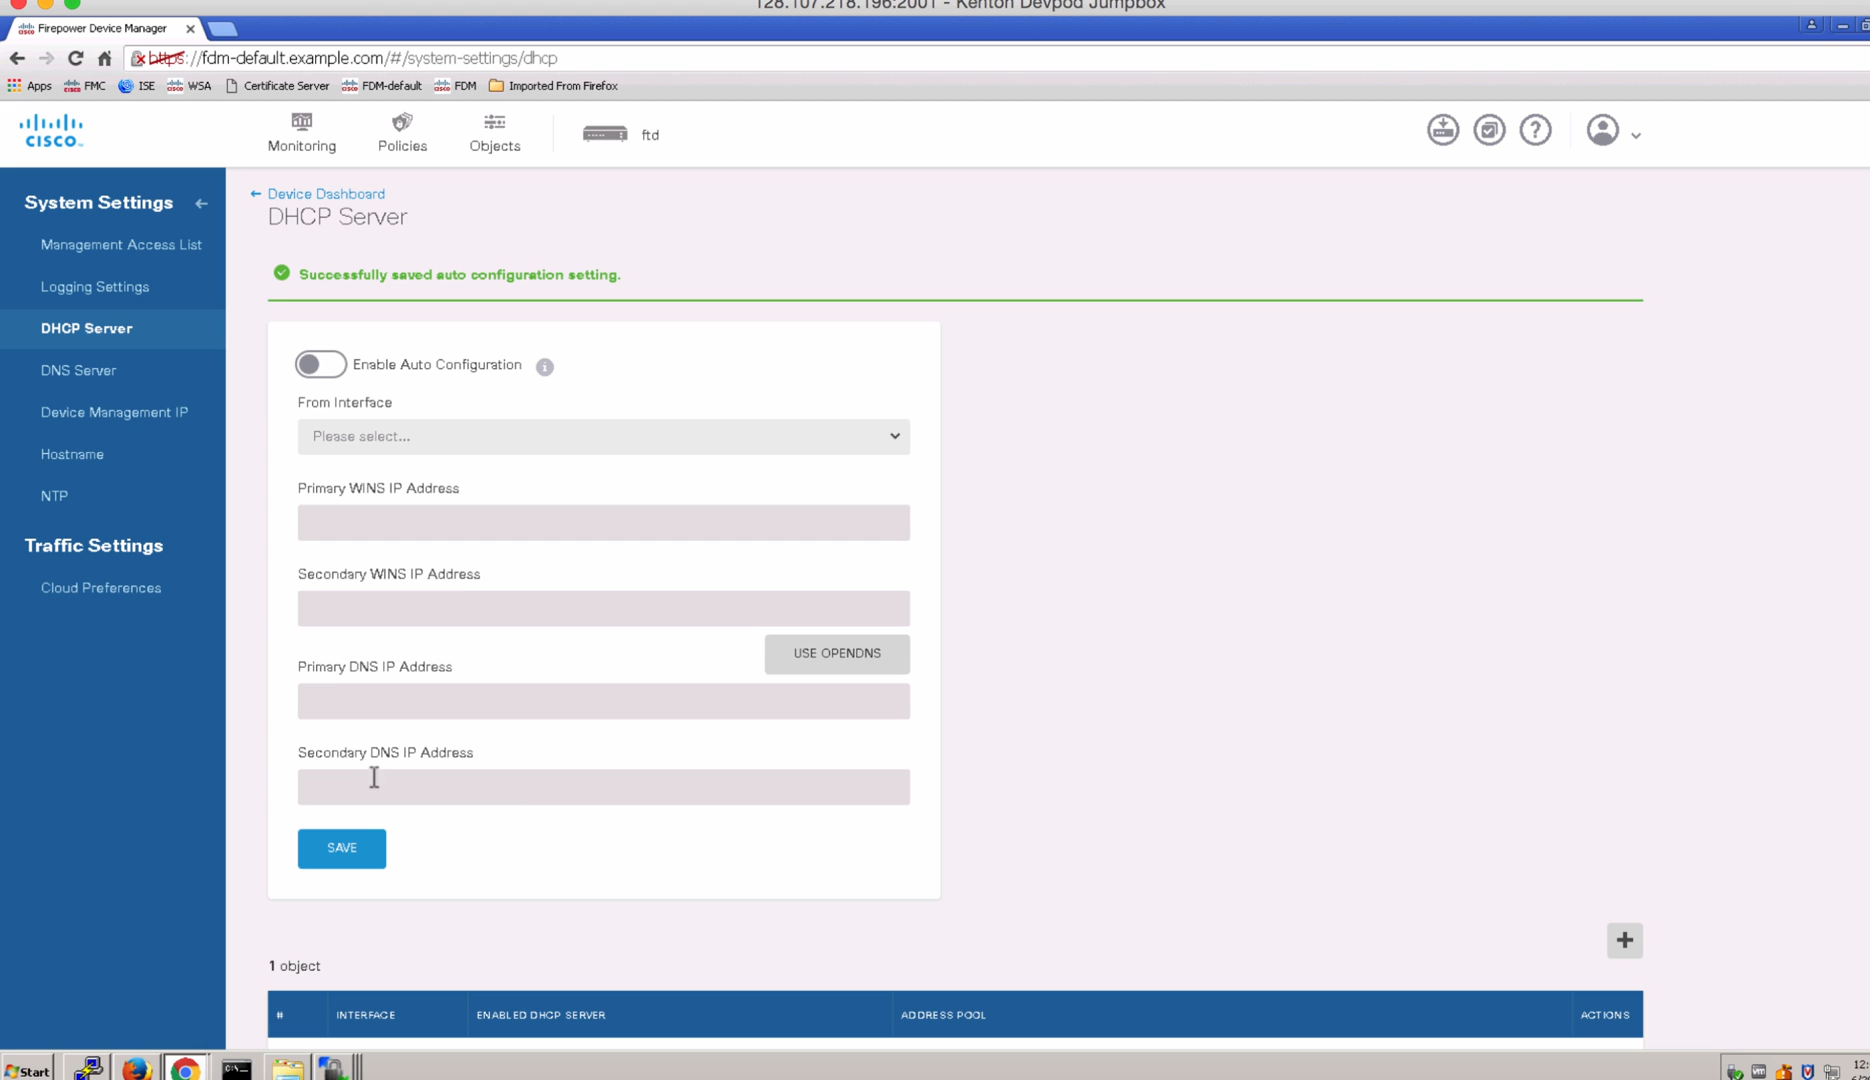 128.107.218.196:2001 - Kenton Devpod Jumpbox
Firepower Device Manager
https://fdm-default.example.com/#/system-settings/dhcp
Apps FMC ISE WSA Certificate Server FDM-default FDM Imported From Firefox
CISCO
Monitoring Policies Objects ftd
System Settings
Management Access List
Logging Settings
DHCP Server
DNS Server
Device Management IP
Hostname
NTP
Traffic Settings
Cloud Preferences
Device Dashboard
DHCP Server
Successfully saved auto configuration setting.
Enable Auto Configuration
From Interface
Please select...
Primary WINS IP Address
Secondary WINS IP Address
USE OPENDNS
Primary DNS IP Address
Secondary DNS IP Address
SAVE
1 object
# INTERFACE ENABLED DHCP SERVER ADDRESS POOL ACTIONS
Start
12: